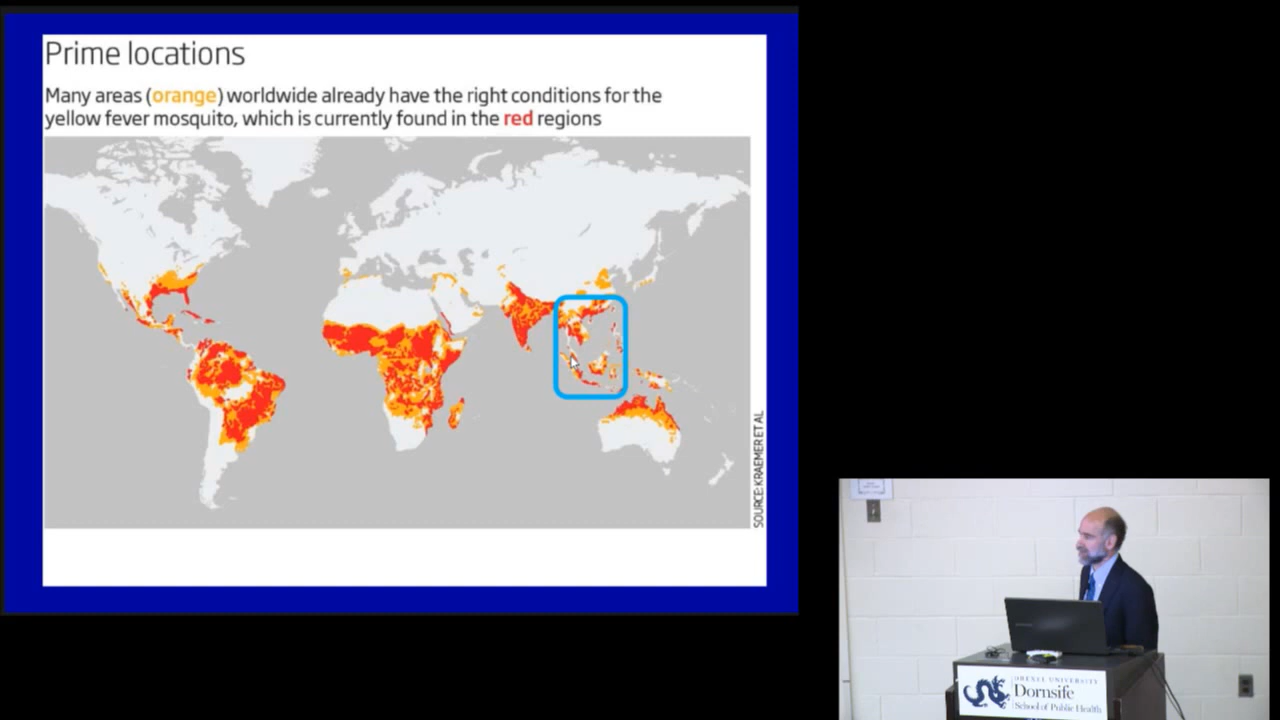 Prime locations
Many areas (orange) worldwide already have the right conditions for the
yellow fever mosquito, which is currently found in the red regions
SOURCE: KRAEMER ET AL
DREXEL UNIVERSITY
Dornsife
School of Public Health